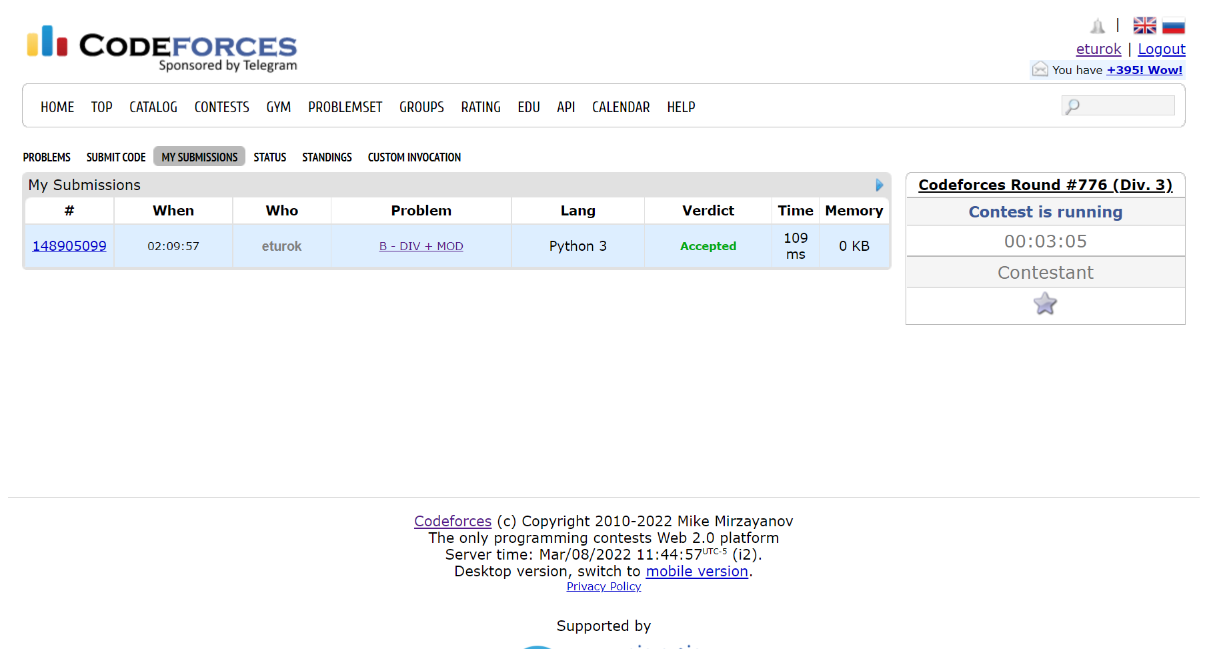 |
CODEFORCES
Sponsored by Telegram
eturok | Logout
You have +395! Wow!
HOME TOP CATALOG CONTESTS GYM PROBLEMSET GROUPS RATING EDU API CALENDAR HELP
PROBLEMS SUBMIT CODE MY SUBMISSIONS STATUS STANDINGS CUSTOM INVOCATION
My Submissions
# When Who Problem Lang Verdict Time Memory
148905099 02:09:57 eturok B - DIV + MOD Python 3 Accepted 109 ms 0 KB
Codeforces Round #776 (Div. 3)
Contest is running
00:03:05
Contestant
Codeforces (c) Copyright 2010-2022 Mike Mirzayanov
The only programming contests Web 2.0 platform
Server time: Mar/08/2022 11:44:57UTC-5 (i2).
Desktop version, switch to mobile version.
Privacy Policy
Supported by